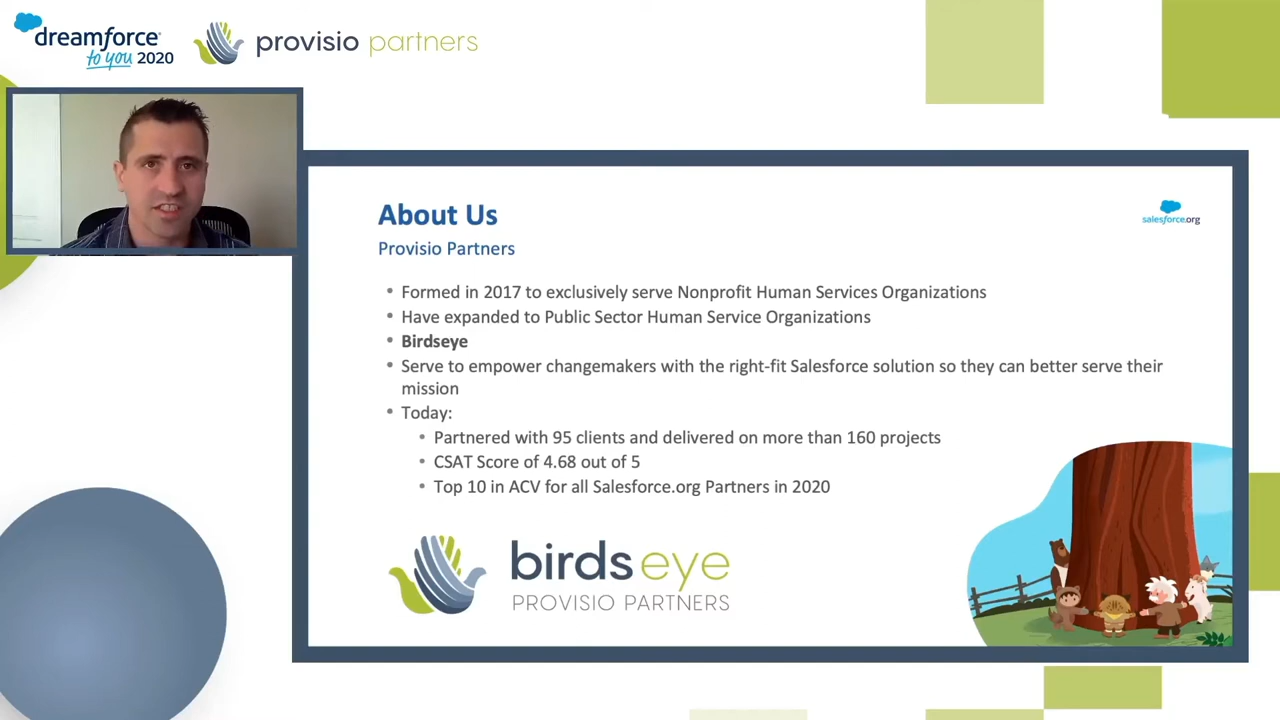 dreamforce
to you 2020
provisio partners
About Us
salesforce.org
Provisio Partners
• Formed in 2017 to exclusively serve Nonprofit Human Services Organizations
• Have expanded to Public Sector Human Service Organizations
• Birdseye
• Serve to empower changemakers with the right-fit Salesforce solution so they can better serve their
mission
• Today:
• Partnered with 95 clients and delivered on more than 160 projects
• CSAT Score of 4.68 out of 5
• Top 10 in ACV for all Salesforce.org Partners in 2020
birdseye
PROVISIO PARTNERS